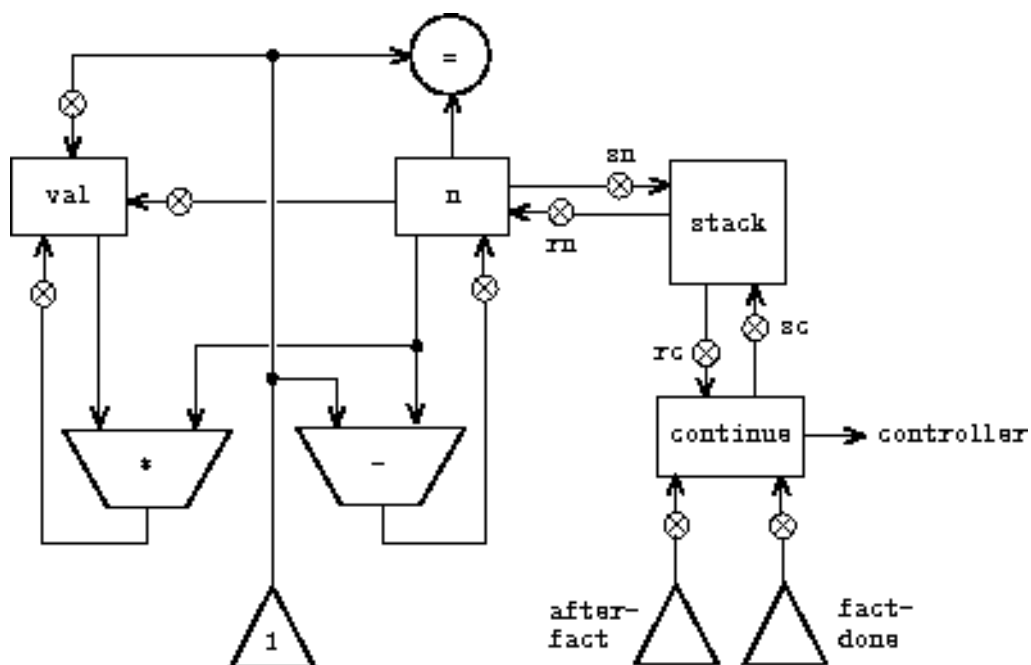 =
sn
val
n
rn
stack
rc
sc
continue
controller
*
-
1
after-
fact
fact-
done